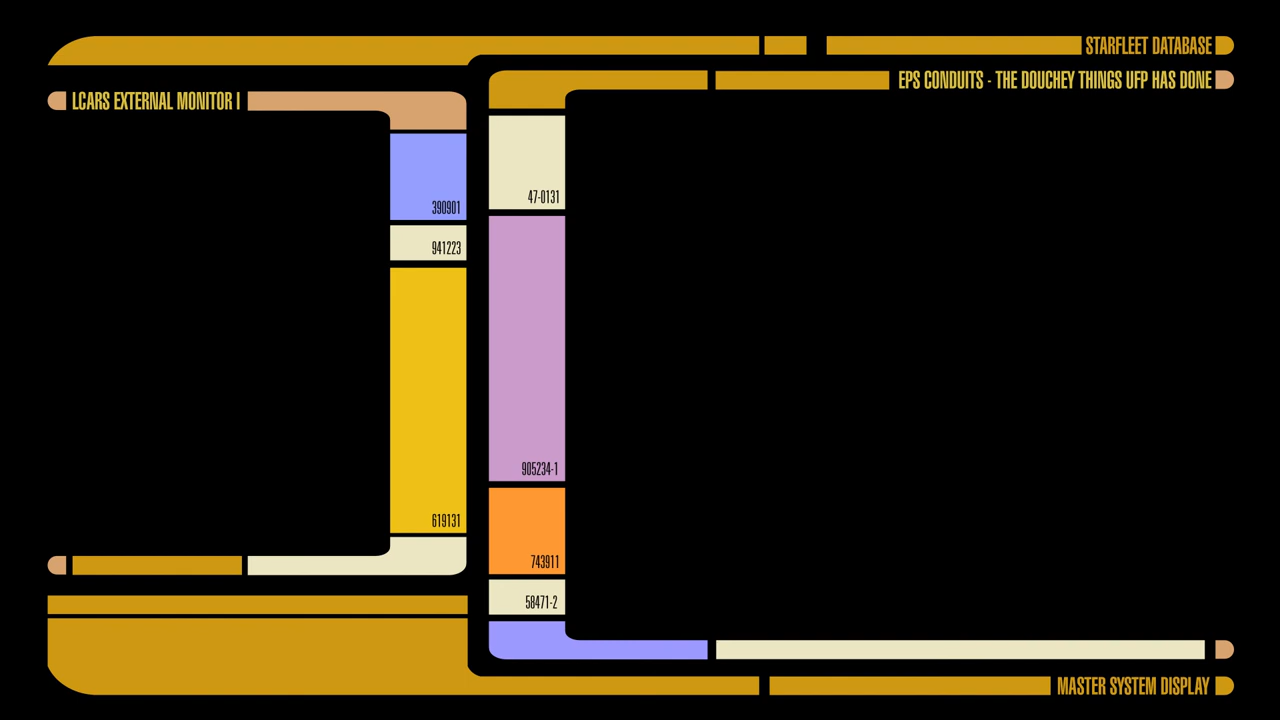 STARFLEET DATABASE
EPS CONDUITS - THE DOUCHEY THINGS UFP HAS DONE
LCARS EXTERNAL MONITOR I
390901
941223
619131
47-0131
905234-1
743911
58471-2
MASTER SYSTEM DISPLAY